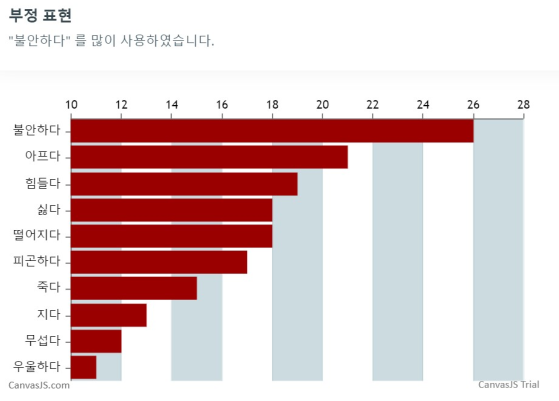 부정 표현
"불안하다" 를 많이 사용하였습니다.
10 12 14 16 18 20 22 24 26 28
불안하다
아프다
힘들다
싫다
떨어지다
피곤하다
죽다
지다
무섭다
우울하다
CanvasJS.com
CanvasJS Trial